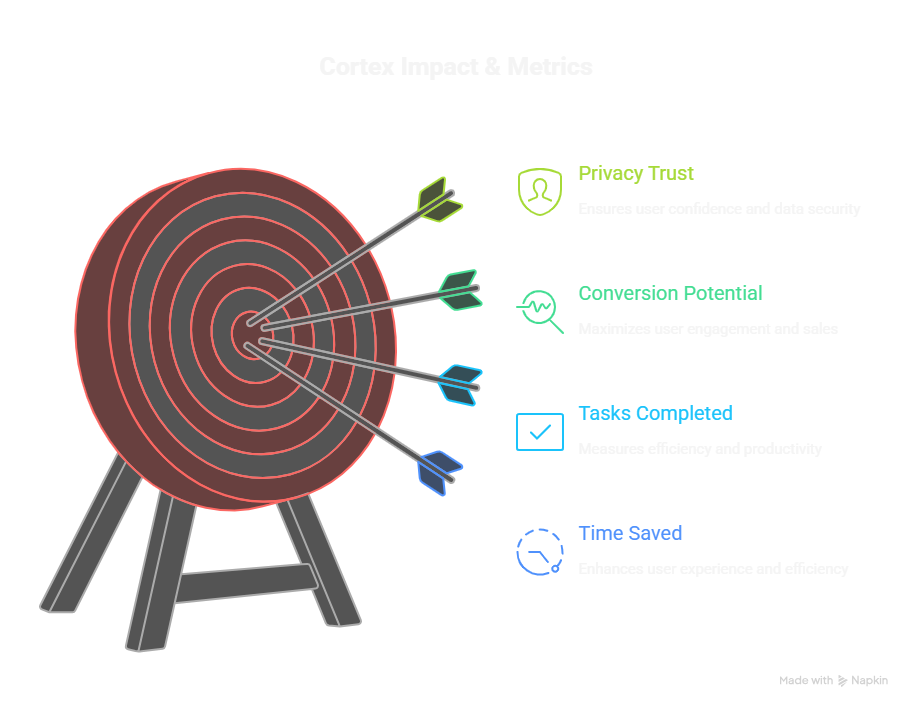 Cortex Impact & Metrics
Privacy Trust
Ensures user confidence and data security
Conversion Potential
Maximizes user engagement and sales
Tasks Completed
Measures efficiency and productivity
Time Saved
Enhances user experience and efficiency
Made with Napkin